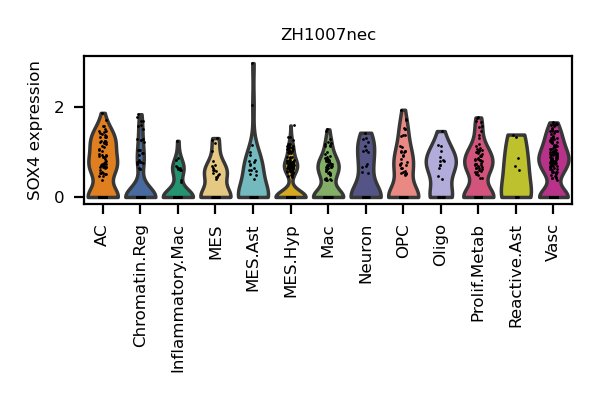 ZH1007nec
SOX4 expression
2
0
AC
Chromatin.Reg
Inflammatory.Mac
MES
MES.Ast
MES.Hyp
Mac
Neuron
OPC
Oligo
Prolif.Metab
Reactive.Ast
Vasc